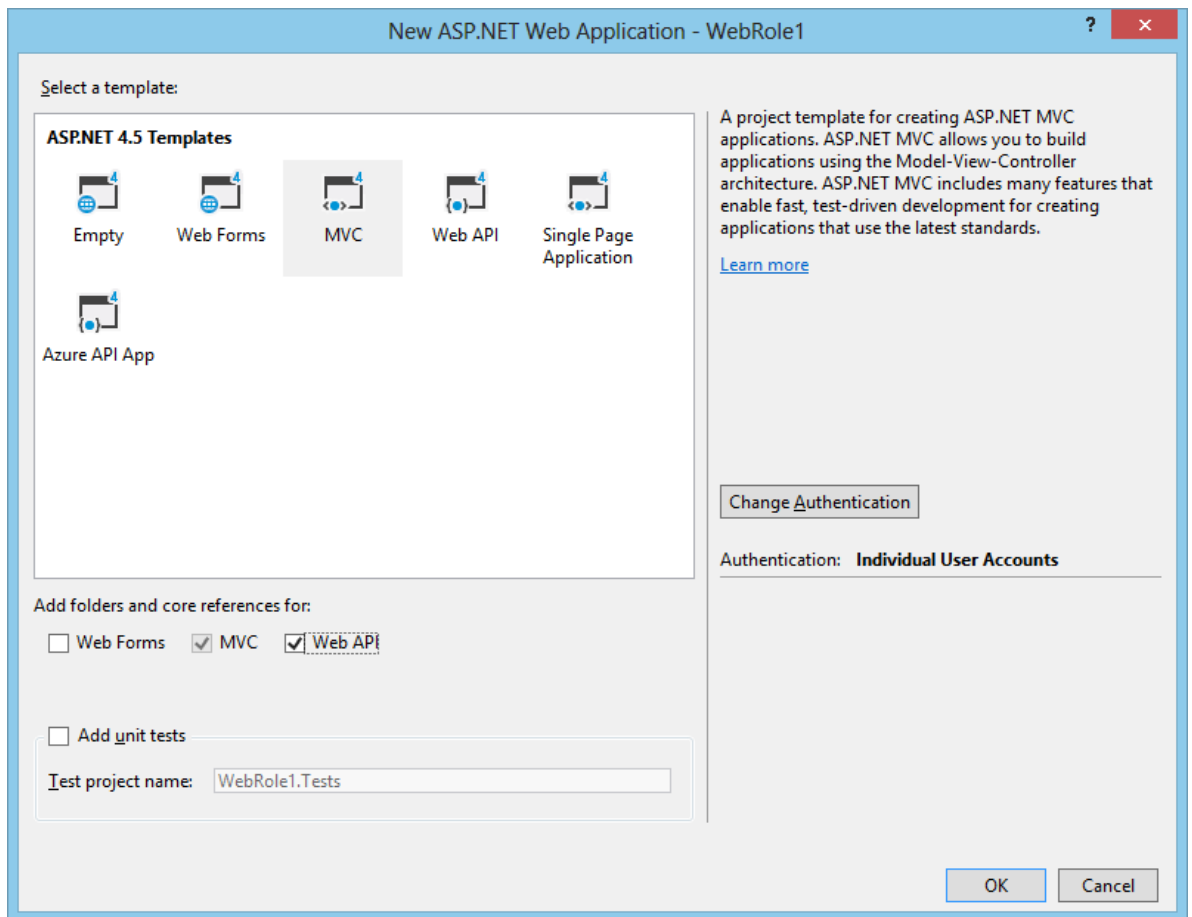 New ASP.NET Web Application - WebRole1
?
Select a template:
ASP.NET 4.5 Templates
4
4
4
4
4
Empty
Web Forms
MVC
Web API
Single Page
Application
4
Azure API App
A project template for creating ASP.NET MVC
applications. ASP.NET MVC allows you to build
applications using the Model-View-Controller
architecture. ASP.NET MVC includes many features that
enable fast, test-driven development for creating
applications that use the latest standards.
Learn more
Change Authentication
Authentication: Individual User Accounts
Add folders and core references for:
Web Forms MVC Web API
Add unit tests
Test project name: WebRole1.Tests
OK Cancel